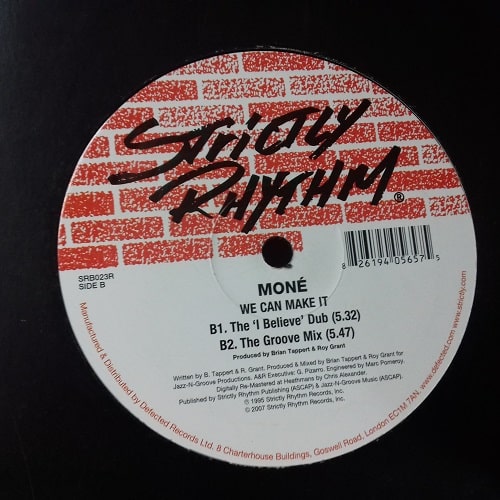 STRICTLY
RHYTHM®
SRB023R
SIDE B
8 26194 05657 5
MONÉ
WE CAN MAKE IT
B1. The 'I Believe' Dub (5.32)
B2. The Groove Mix (5.47)
Produced by Brian Tappert & Roy Grant
Written by B. Tappert & R. Grant. Produced & Mixed by Brian Tappert & Roy Grant for
Jazz-N-Groove Productions. A&R Executive: G. Pizarro. Engineered by Marc Pomeroy.
Digitally Re-Mastered at Heathmans by Chris Alexander.
Published by Strictly Rhythm Publishing (ASCAP) & Jazz-N-Groove Music (ASCAP).
℗ 1995 Strictly Rhythm Records, Inc.
© 2007 Strictly Rhythm Records, Inc.
Manufactured & Distributed by Defected Records Ltd. 8 Charterhouse Buildings, Goswell Road, London EC1M 7AN. www.defected.com www.strictly.com